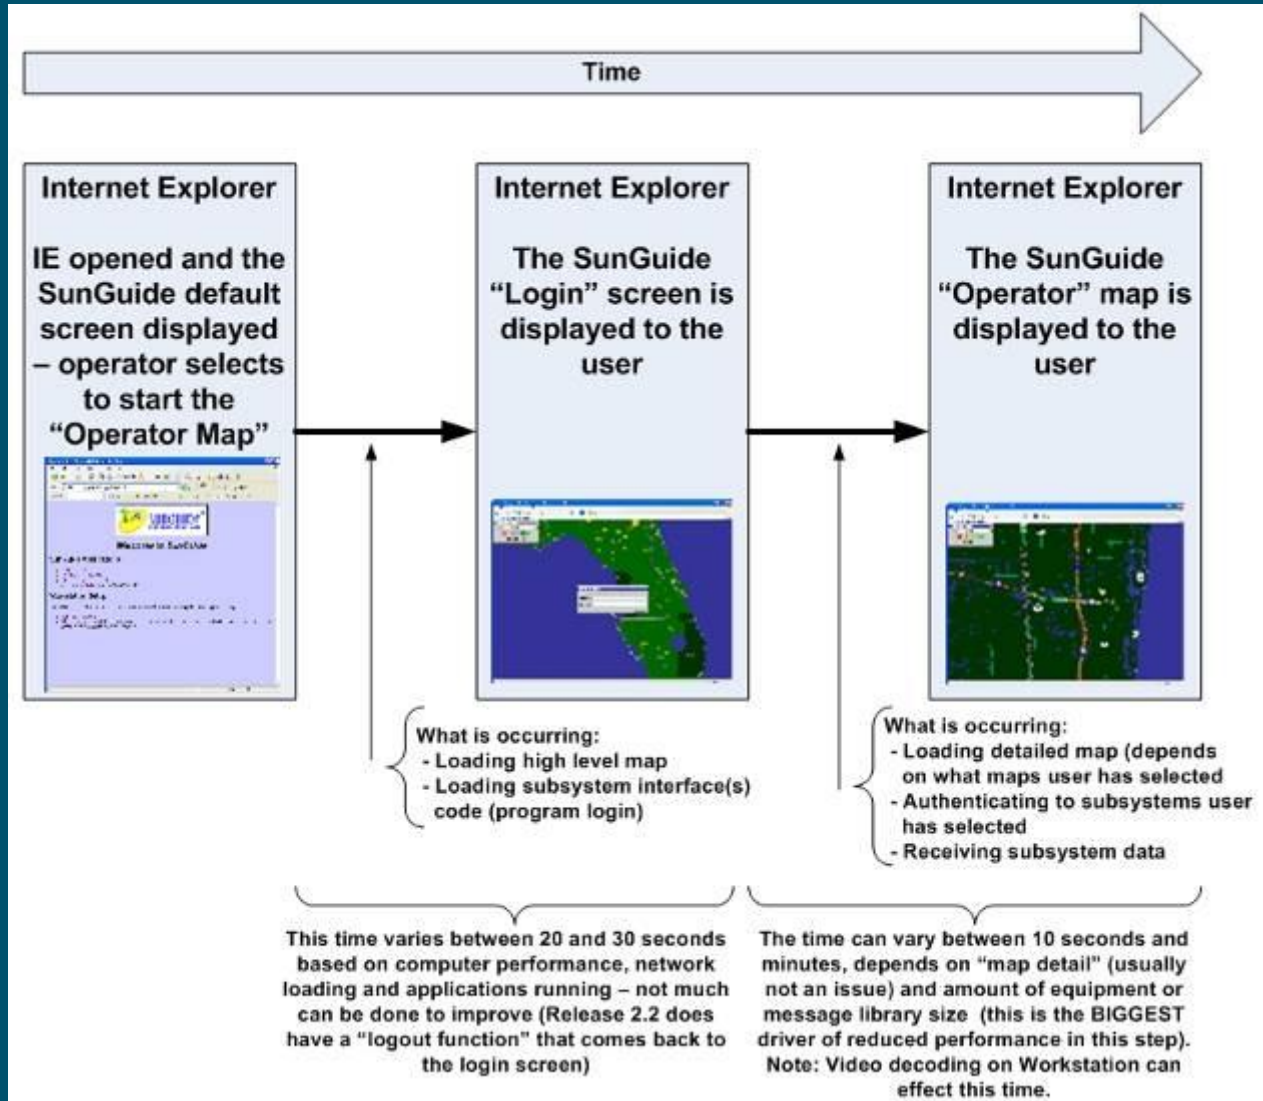 Time
Internet Explorer
IE opened and the
SunGuide default
screen displayed
– operator selects
to start the
“Operator Map”
Internet Explorer
The SunGuide
“Login” screen is
displayed to the
user
Internet Explorer
The SunGuide
“Operator” map is
displayed to the
user
What is occurring:
- Loading high level map
- Loading subsystem interface(s)
code (program login)
What is occurring:
- Loading detailed map (depends
on what maps user has selected
- Authenticating to subsystems user
has selected
- Receiving subsystem data
This time varies between 20 and 30 seconds
based on computer performance, network
loading and applications running – not much
can be done to improve (Release 2.2 does
have a “logout function” that comes back to
the login screen)
The time can vary between 10 seconds and
minutes, depends on “map detail” (usually
not an issue) and amount of equipment or
message library size (this is the BIGGEST
driver of reduced performance in this step).
Note: Video decoding on Workstation can
effect this time.